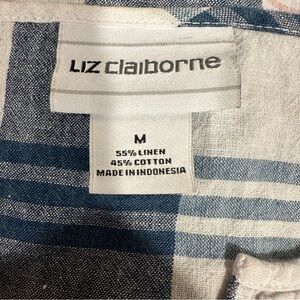 LIZ claiborne
M
55% LINEN
45% COTTON
MADE IN INDONESIA